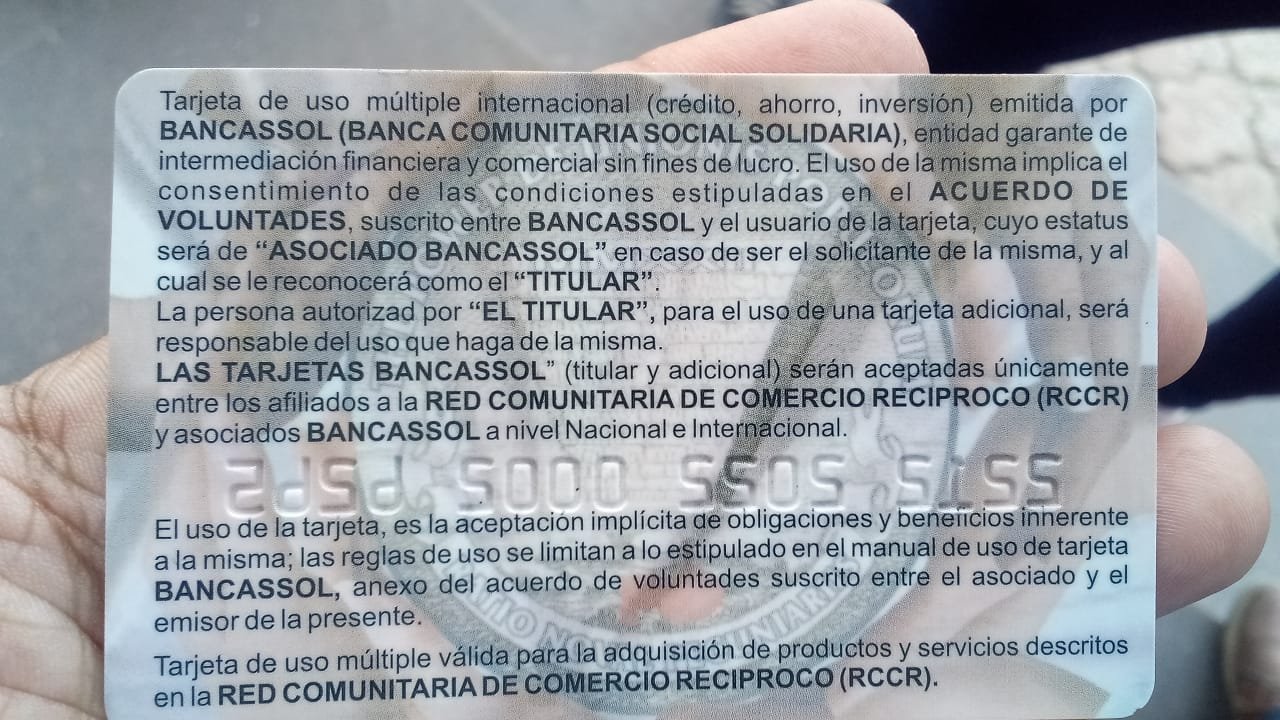 Tarjeta de uso múltiple internacional (crédito, ahorro, inversión) emitida por
BANCASSOL (BANCA COMUNITARIA SOCIAL SOLIDARIA), entidad garante de
intermediación financiera y comercial sin fines de lucro. El uso de la misma implica el
consentimiento de las condiciones estipuladas en el ACUERDO DE
VOLUNTADES, suscrito entre BANCASSOL y el usuario de la tarjeta, cuyo estatus
será de “ASOCIADO BANCASSOL” en caso de ser el solicitante de la misma, y al
cual se le reconocerá como el “TITULAR”.
La persona autorizad por “EL TITULAR”, para el uso de una tarjeta adicional, será
responsable del uso que haga de la misma.
LAS TARJETAS BANCASSOL” (titular y adicional) serán aceptadas únicamente
entre los afiliados a la RED COMUNITARIA DE COMERCIO RECIPROCO (RCCR)
y asociados BANCASSOL a nivel Nacional e Internacional.
El uso de la tarjeta, es la aceptación implícita de obligaciones y beneficios inherente
a la misma; las reglas de uso se limitan a lo estipulado en el manual de uso de tarjeta
BANCASSOL, anexo del acuerdo de voluntades suscrito entre el asociado y el
emisor de la presente.
Tarjeta de uso múltiple válida para la adquisición de productos y servicios descritos
en la RED COMUNITARIA DE COMERCIO RECIPROCO (RCCR).